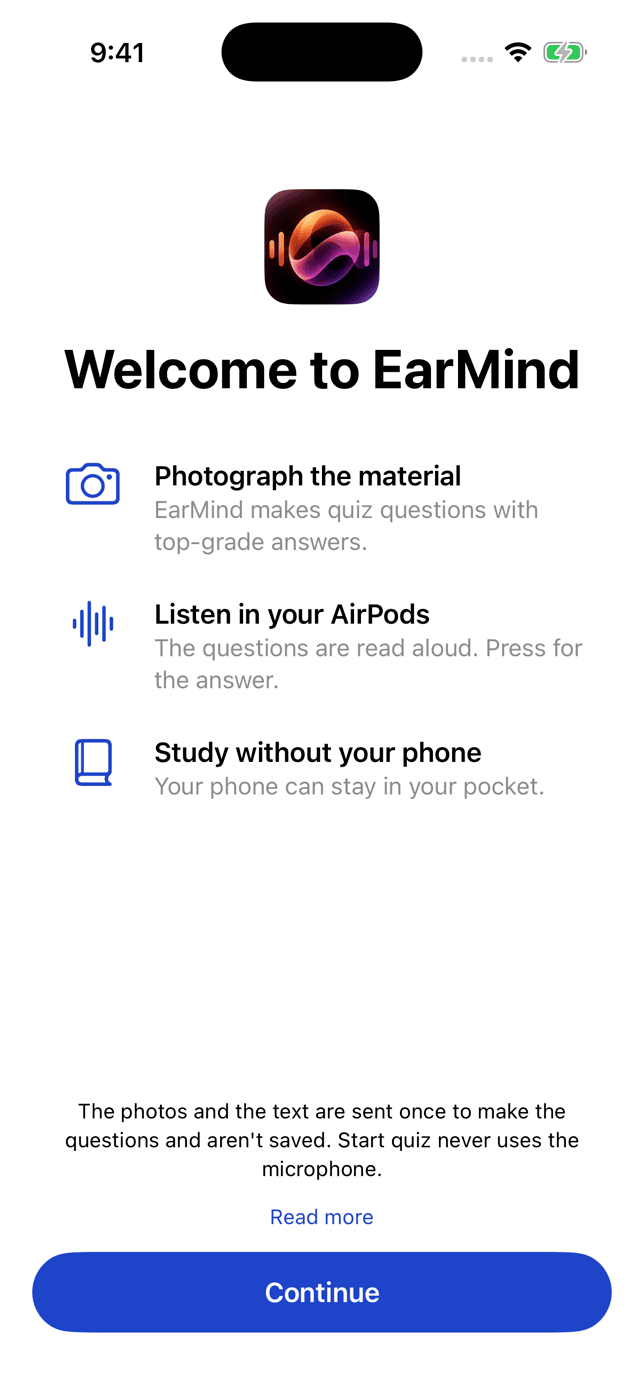 9:41
Welcome to EarMind
Photograph the material
EarMind makes quiz questions with
top-grade answers.
Listen in your AirPods
The questions are read aloud. Press for
the answer.
Study without your phone
Your phone can stay in your pocket.
The photos and the text are sent once to make the
questions and aren't saved. Start quiz never uses the
microphone.
Read more
Continue